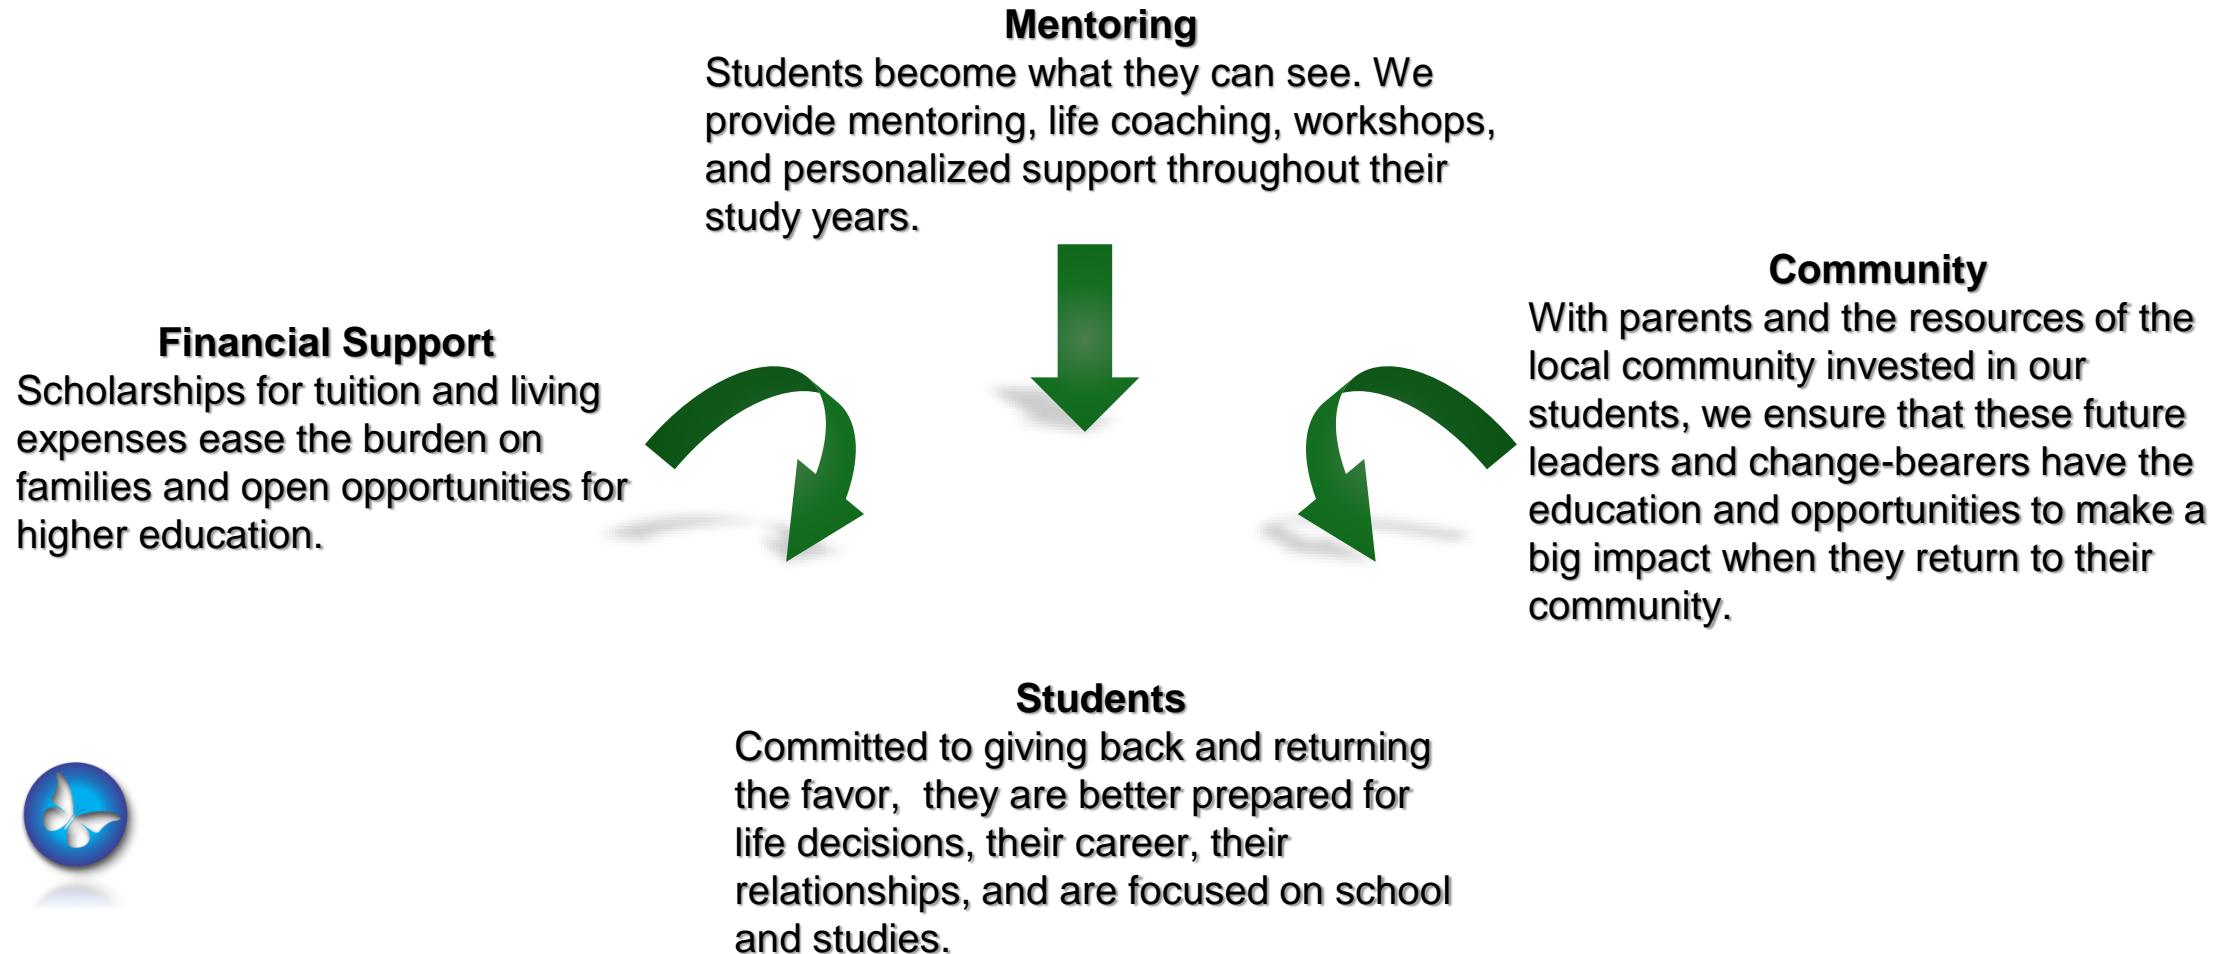 Mentoring
Students become what they can see. We
provide mentoring, life coaching, workshops,
and personalized support throughout their
study years.
Financial Support
Scholarships for tuition and living
expenses ease the burden on
families and open opportunities for
higher education.
Community
With parents and the resources of the
local community invested in our
students, we ensure that these future
leaders and change-bearers have the
education and opportunities to make a
big impact when they return to their
community.
Students
Committed to giving back and returning
the favor,  they are better prepared for
life decisions, their career, their
relationships, and are focused on school
and studies.